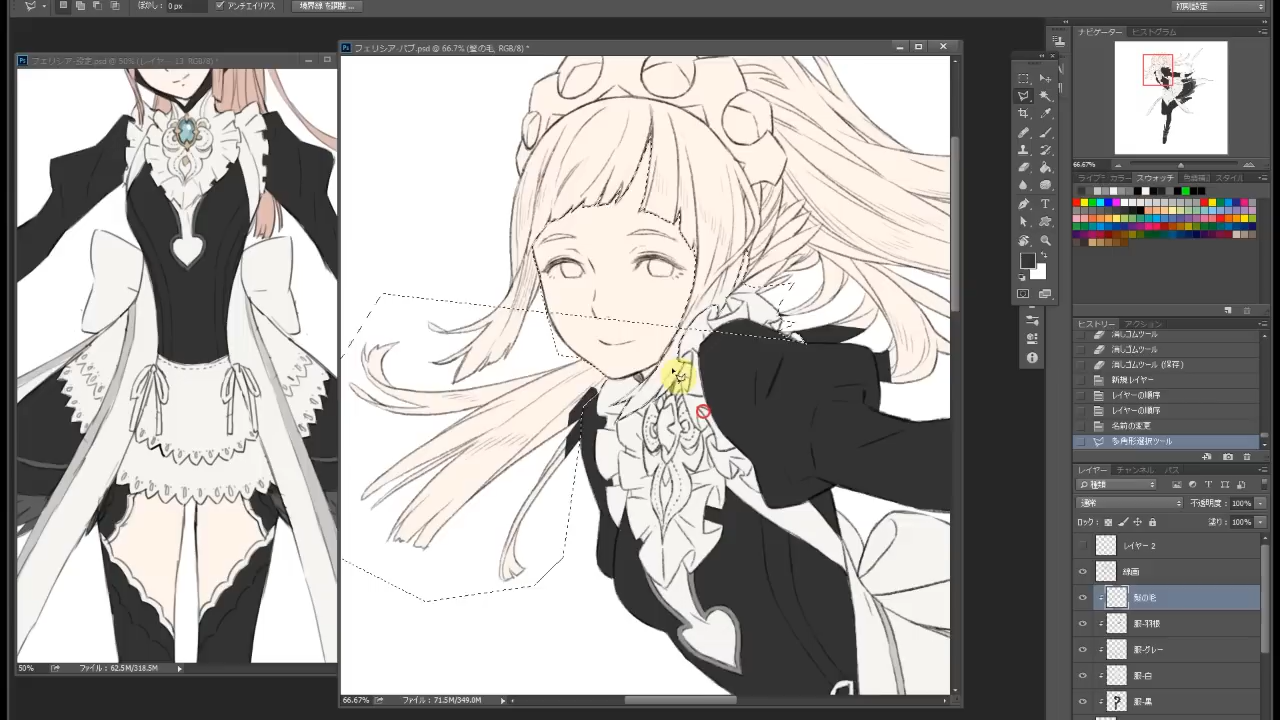 ぼかし: 0 px
アンチエイリアス
境界線を調整...
初期設定
フェリシア-設定.psd @ 50% (レイヤー 13, RGB/8) *
フェリシア-パブ.psd @ 66.7% (髪の毛, RGB/8) *
ナビゲーター
ヒストグラム
66.67%
カラー
スウォッチ
スタイル
ヒストリー
アクション
消しゴムツール
消しゴムツール
消しゴムツール (保存)
新規レイヤー
レイヤーの順序
レイヤーの順序
名前の変更
多角形選択ツール
レイヤー
チャンネル
パス
種類
通常
不透明度: 100%
ロック:
塗り: 100%
レイヤー 2
線画
髪の毛
服-羽根
服-グレー
服-白
服-黒
50%
ファイル : 62.5M/318.5M
66.67%
ファイル : 71.5M/349.0M